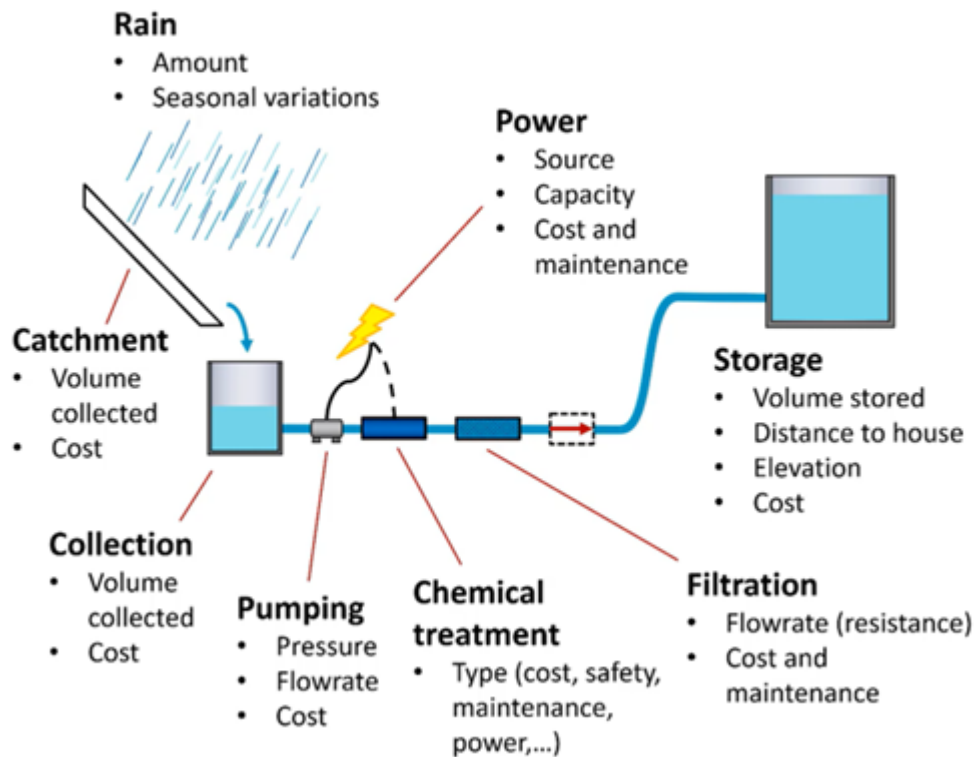 Rain
• Amount
• Seasonal variations
Power
• Source
• Capacity
• Cost and
maintenance
Catchment
• Volume
collected
• Cost
Storage
• Volume stored
• Distance to house
• Elevation
• Cost
Collection
• Volume
collected
• Cost
Pumping
• Pressure
• Flowrate
• Cost
Chemical
treatment
• Type (cost, safety,
maintenance,
power,...)
Filtration
• Flowrate (resistance)
• Cost and
maintenance